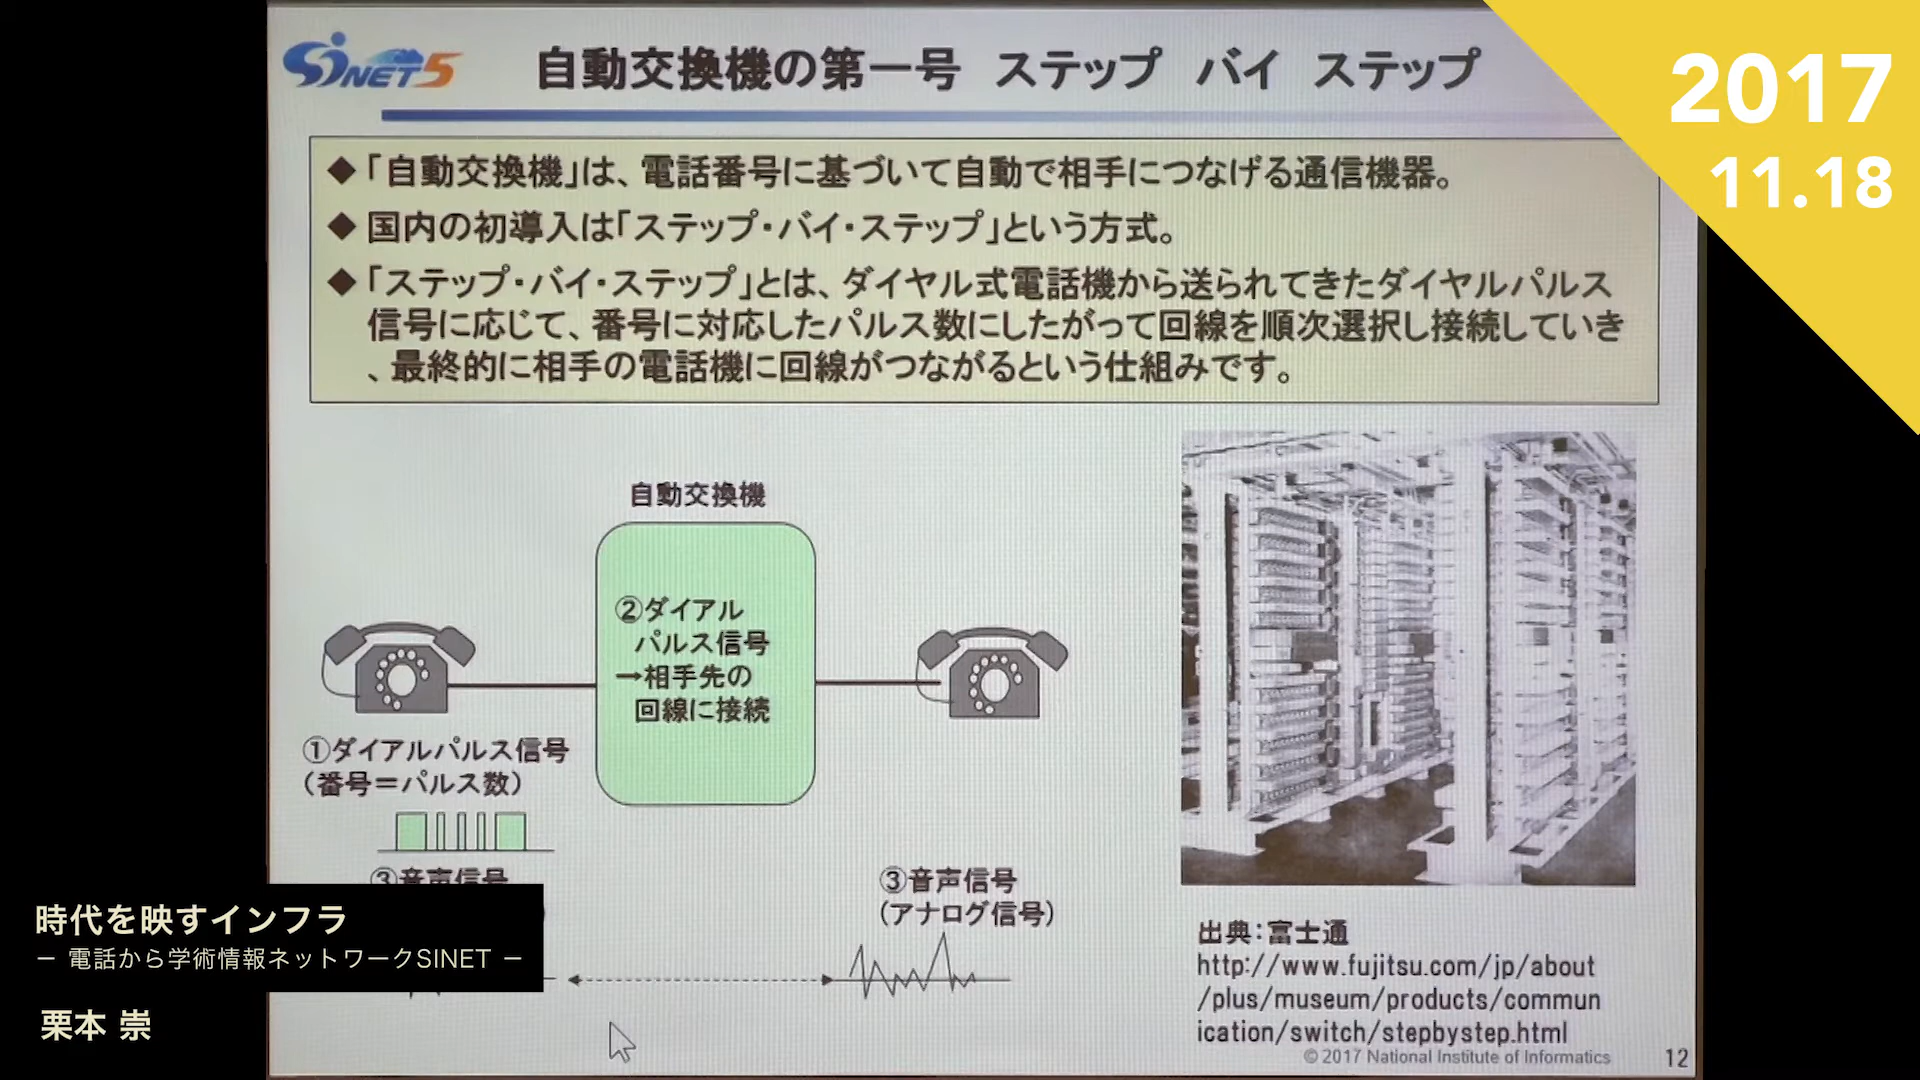 SINET5
自動交換機の第一号 ステップ バイ ステップ
2017
11.18
◆「自動交換機」は、電話番号に基づいて自動で相手につなげる通信機器。
◆国内の初導入は「ステップ・バイ・ステップ」という方式。
◆「ステップ・バイ・ステップ」とは、ダイヤル式電話機から送られてきたダイヤルパルス
信号に応じて、番号に対応したパルス数にしたがって回線を順次選択し接続していき
、最終的に相手の電話機に回線がつながるという仕組みです。
自動交換機
②ダイアル
パルス信号
→相手先の
回線に接続
①ダイアルパルス信号
(番号=パルス数)
③音声信号
③音声信号
(アナログ信号)
出典:富士通
http://www.fujitsu.com/jp/about
/plus/museum/products/commun
ication/switch/stepbystep.html
© 2017 National Institute of Informatics
12
時代を映すインフラ
– 電話から学術情報ネットワークSINET –
栗本 崇